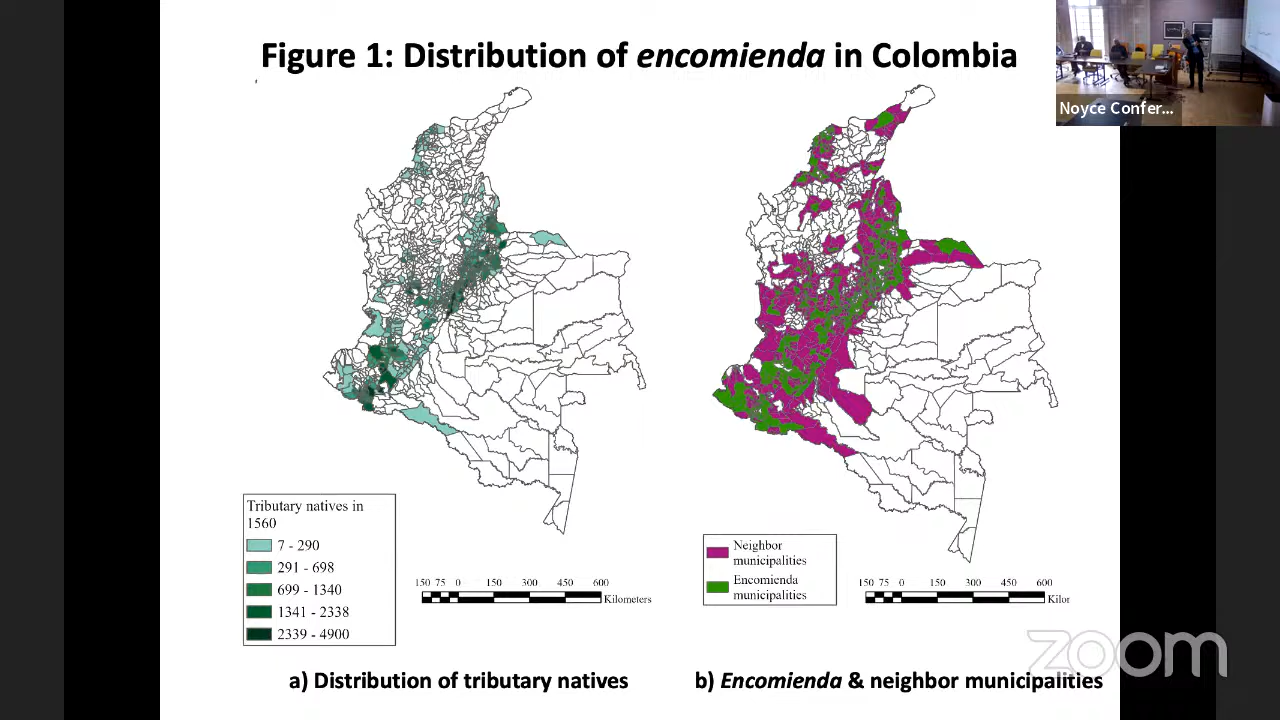 Figure 1: Distribution of encomienda in Colombia
Noyce Confer...
Tributary natives in
1560
7 - 290
291 - 698
699 - 1340
1341 - 2338
2339 - 4900
150 75 0 150 300 450 600
Kilometers
Neighbor
municipalities
Encomienda
municipalities
150 75 0 150 300 450 600
Kilor
zoom
a) Distribution of tributary natives
b) Encomienda & neighbor municipalities